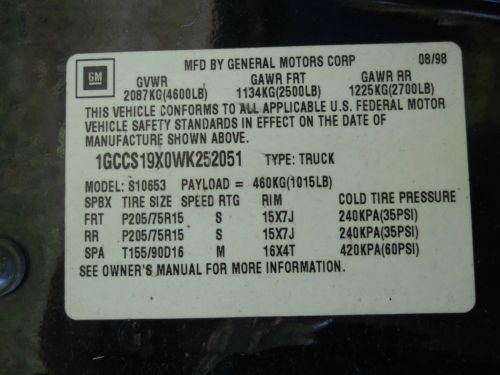 MFD BY GENERAL MOTORS CORP 08/98
GM
GVWR GAWR FRT GAWR RR
2087KG(4600LB) 1134KG(2500LB) 1225KG(2700LB)
THIS VEHICLE CONFORMS TO ALL APPLICABLE U.S. FEDERAL MOTOR
VEHICLE SAFETY STANDARDS IN EFFECT ON THE DATE OF
MANUFACTURE SHOWN ABOVE.
1GCCS19X0WK252051 TYPE: TRUCK
MODEL: S10653 PAYLOAD = 460KG(1015LB)
SPBX TIRE SIZE SPEED RTG RIM COLD TIRE PRESSURE
FRT P205/75R15 S 15X7J 240KPA(35PSI)
RR P205/75R15 S 15X7J 240KPA(35PSI)
SPA T155/90D16 M 16X4T 420KPA(60PSI)
SEE OWNER'S MANUAL FOR MORE INFORMATION.